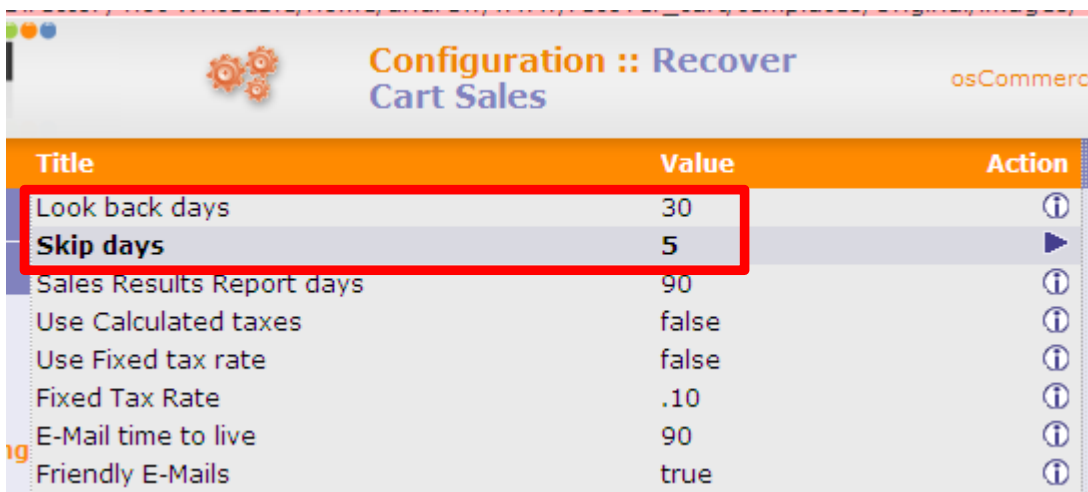 Configuration :: Recover
Cart Sales
osCommerc
Title Value Action
Look back days 30
Skip days 5
Sales Results Report days 90
Use Calculated taxes false
Use Fixed tax rate false
Fixed Tax Rate .10
E-Mail time to live 90
ng
Friendly E-Mails true